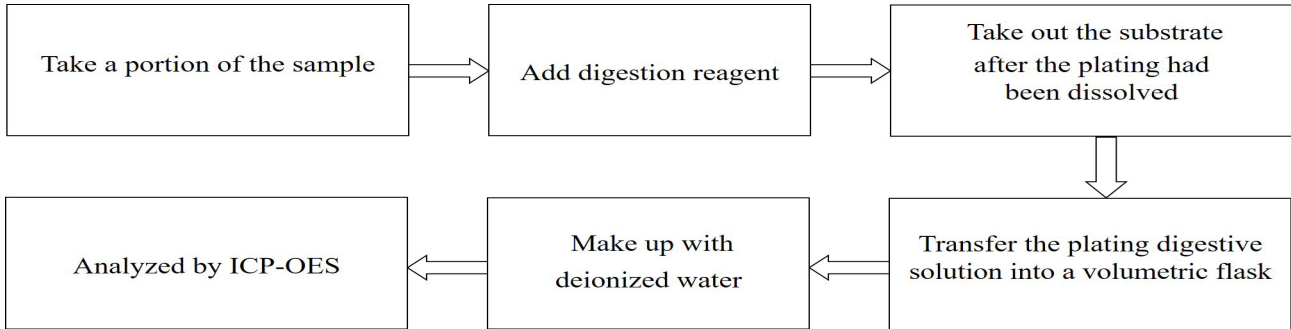 Take a portion of the sample
Add digestion reagent
Take out the substrate
after the plating had
been dissolved
Transfer the plating digestive
solution into a volumetric flask
Make up with
deionized water
Analyzed by ICP-OES